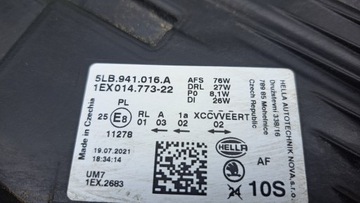 5LB.941.016.A
1EX014.773-22
AFS 76W
DRL 27W
P0 8,1W
DI 26W
PL
25 E8
RL A 1a XCÖVVEERT
01 03 02 02
11278
Made in Czechia
19.07.2021
18:34:14
UM7
1EX.2683
HELLA
AF
10S
HELLA AUTOTECHNIK NOVA, s.r.o.
Družstevní 338/16
789 85 Mohelnice
Czech Republic